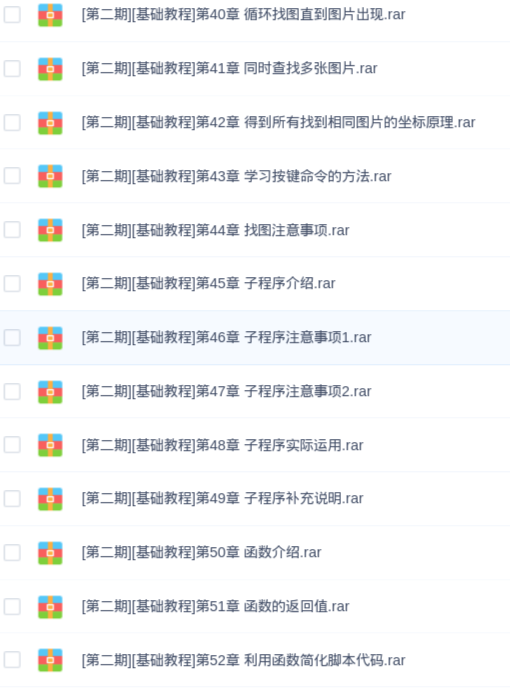 [第二期][基础教程]第40章 循环找图直到图片出现.rar
[第二期][基础教程]第41章 同时查找多张图片.rar
[第二期][基础教程]第42章 得到所有找到相同图片的坐标原理.rar
[第二期][基础教程]第43章 学习按键命令的方法.rar
[第二期][基础教程]第44章 找图注意事项.rar
[第二期][基础教程]第45章 子程序介绍.rar
[第二期][基础教程]第46章 子程序注意事项1.rar
[第二期][基础教程]第47章 子程序注意事项2.rar
[第二期][基础教程]第48章 子程序实际运用.rar
[第二期][基础教程]第49章 子程序补充说明.rar
[第二期][基础教程]第50章 函数介绍.rar
[第二期][基础教程]第51章 函数的返回值.rar
[第二期][基础教程]第52章 利用函数简化脚本代码.rar